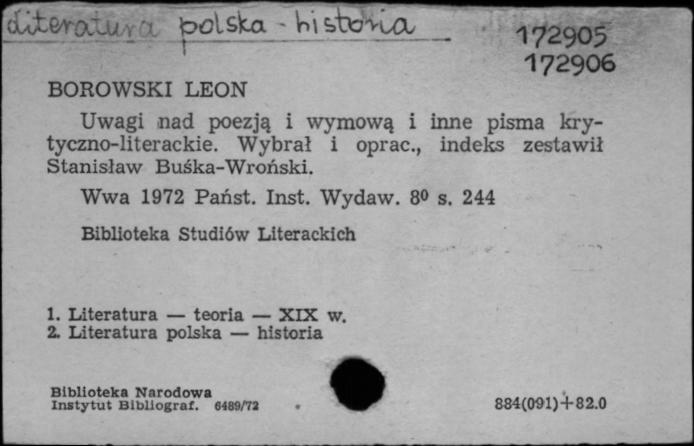 literatura polska - historia
172905
172906
BOROWSKI LEON
Uwagi nad poezją i wymową i inne pisma kry-
tyczno-literackie. Wybrał i oprac., indeks zestawił
Stanisław Buśka-Wroński.
Wwa 1972 Państ. Inst. Wydaw. 8⁰ s. 244
Biblioteka Studiów Literackich
1. Literatura — teoria — XIX w.
2. Literatura polska — historia
Biblioteka Narodowa
Instytut Bibliograf. 6489/72
884(091)+82.0